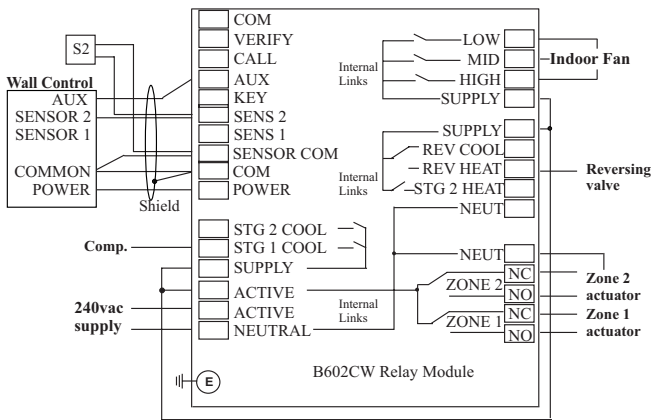 COM
VERIFY
CALL
AUX
KEY
SENS 2
SENS 1
SENSOR COM
COM
POWER
S2
Wall Control
AUX
SENSOR 2
SENSOR 1
COMMON
POWER
Shield
STG 2 COOL
STG 1 COOL
SUPPLY
ACTIVE
ACTIVE
NEUTRAL
Comp.
240vac
supply
E
Internal
Links
LOW
MID
HIGH
SUPPLY
Indoor Fan
Internal
Links
SUPPLY
REV COOL
REV HEAT
STG 2 HEAT
NEUT
Reversing
valve
Internal
Links
NEUT
ZONE 2
NC
NO
ZONE 1
NC
NO
Zone 2
actuator
Zone 1
actuator
B602CW Relay Module